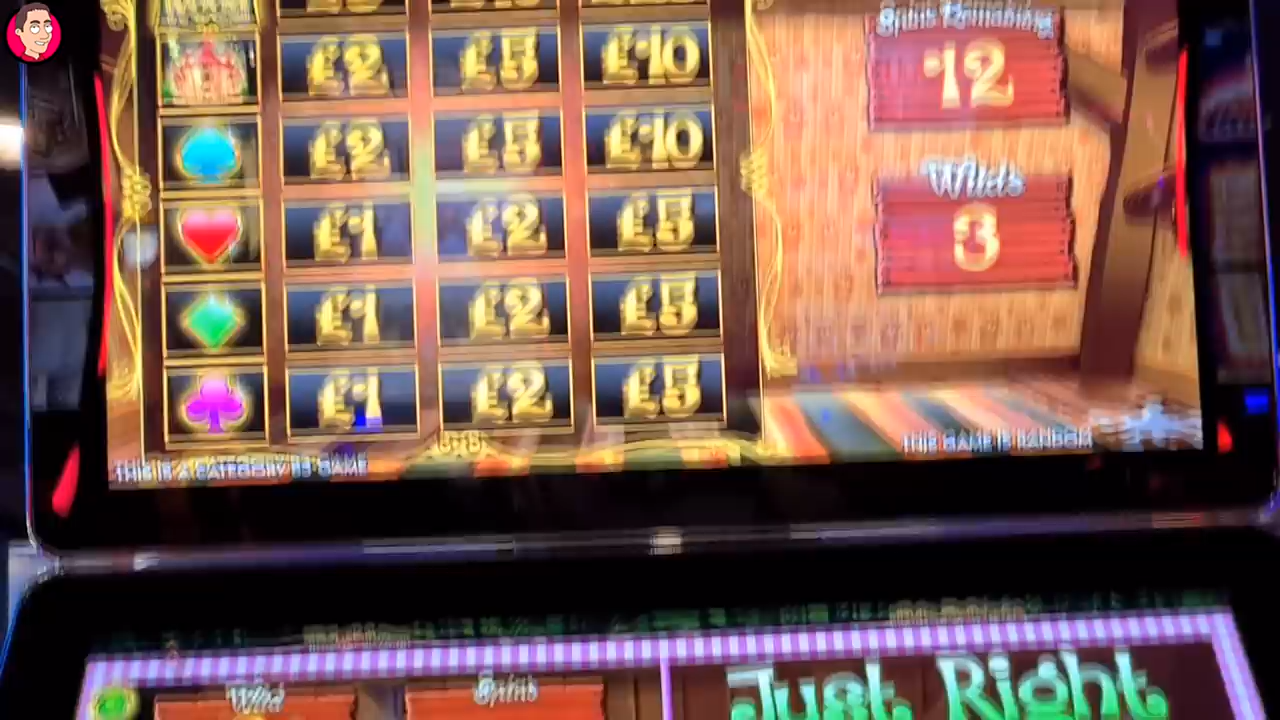 Spins Remaining
£2 £5 £10
12
£2 £5 £10
Wilds
£1 £2 £5
3
£1 £2 £5
£1 £2 £5
THIS GAME IS RANDOM
THIS IS A CATEGORY B3 GAME
Wild
Spins
Just Right